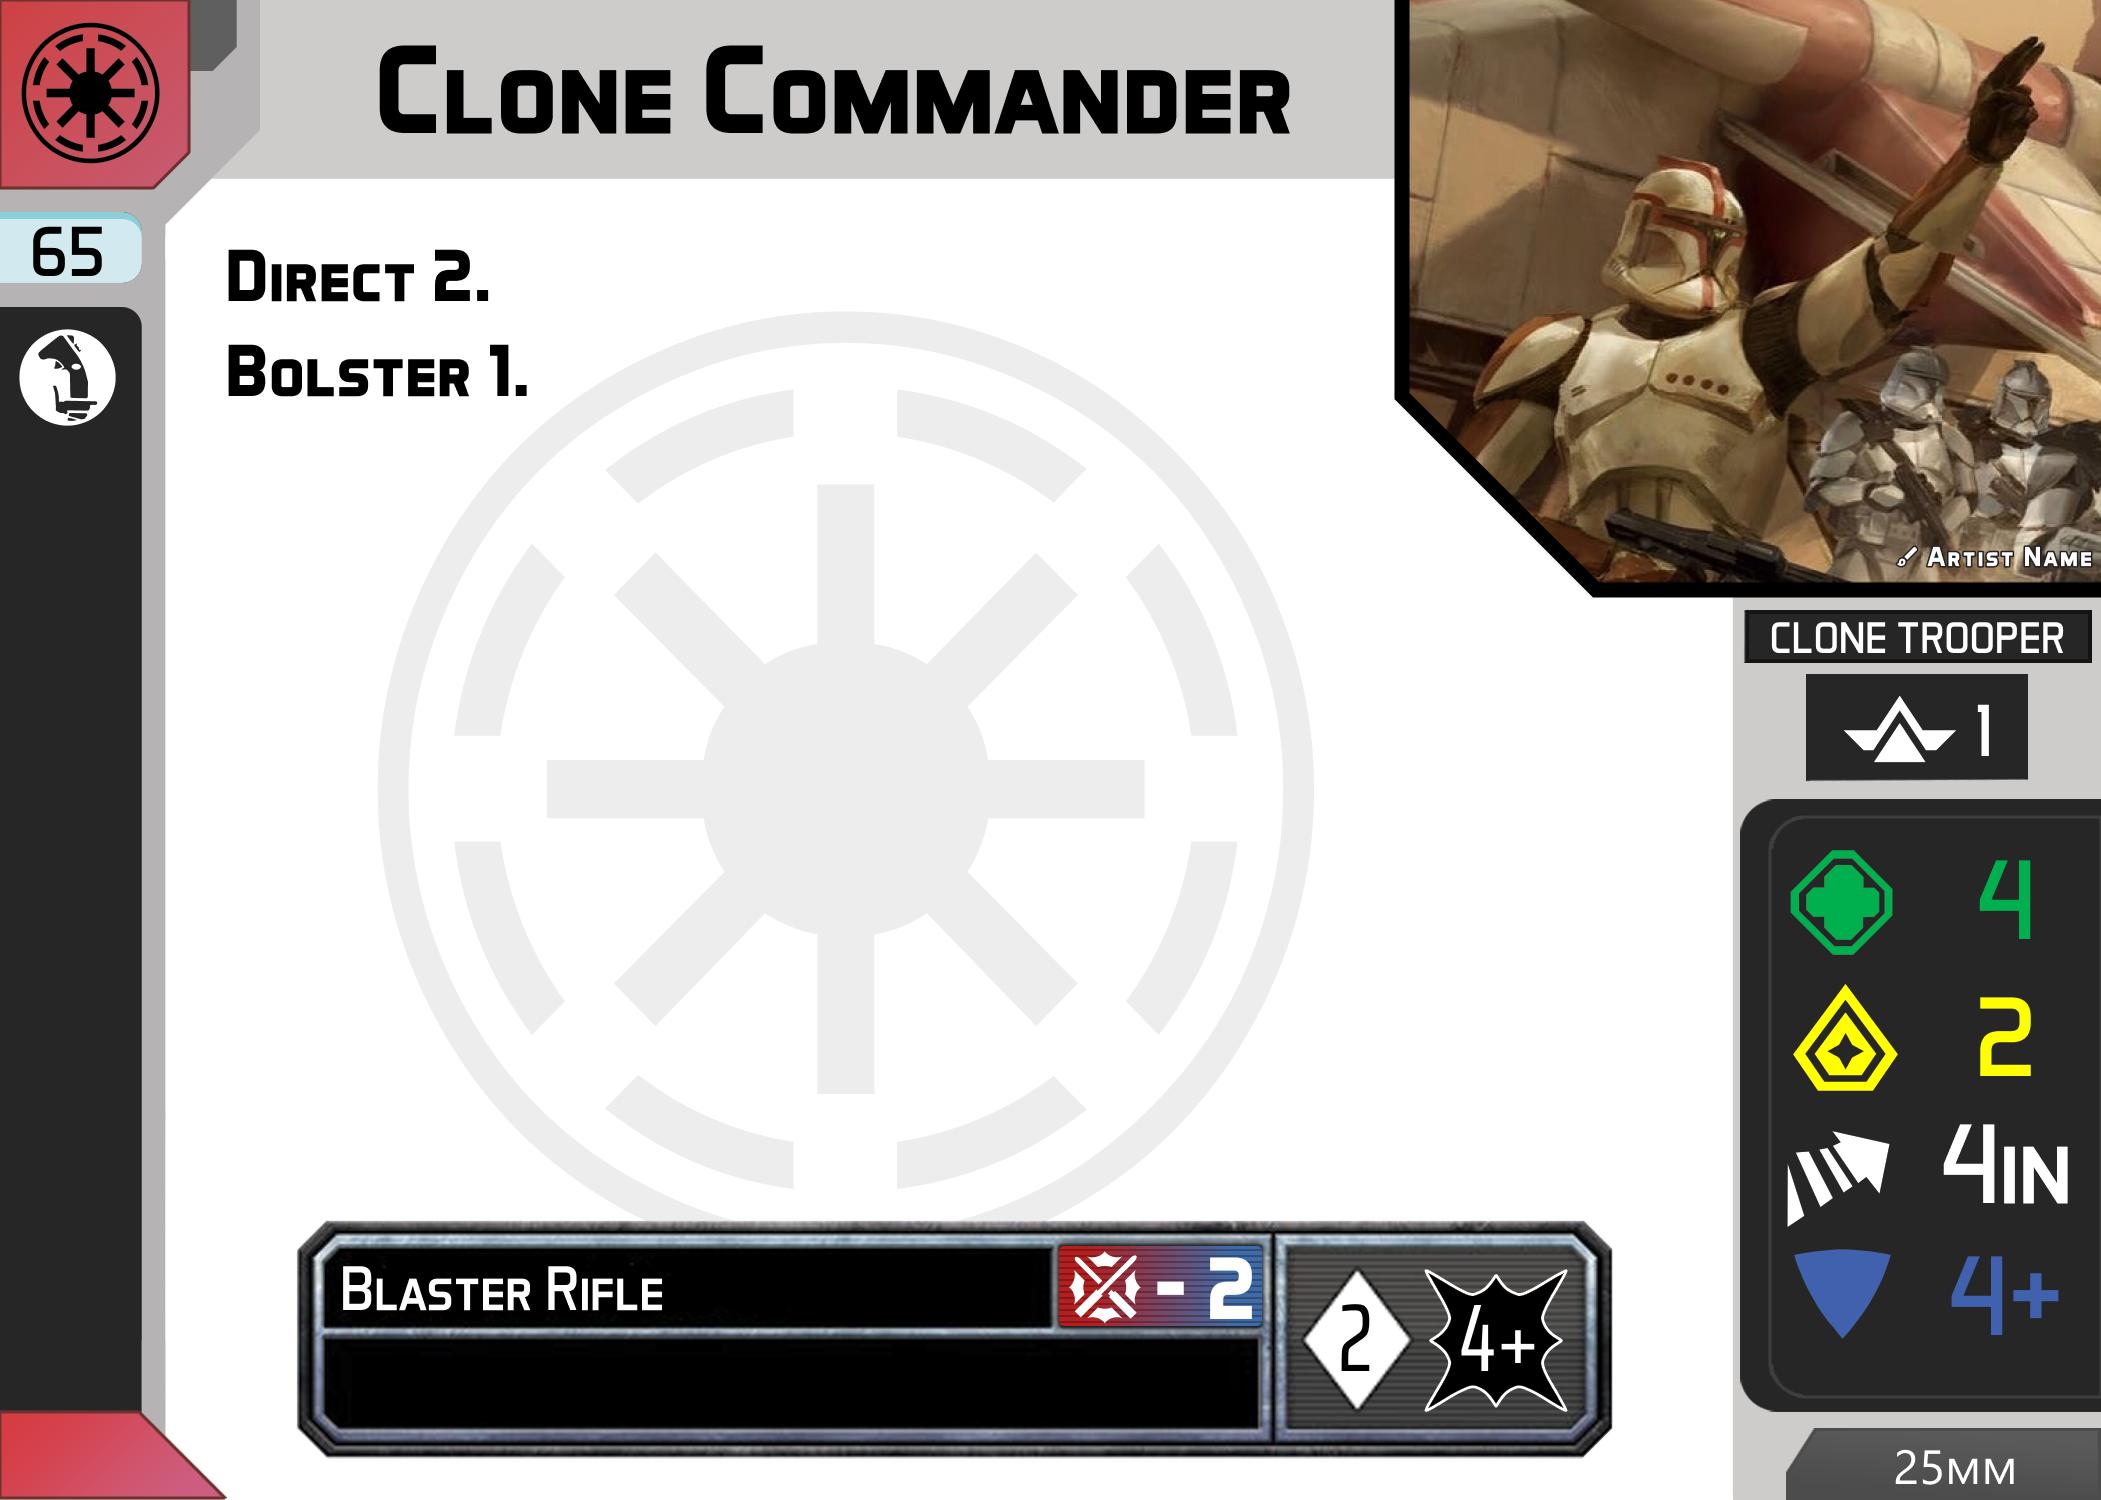 Clone Commander
65
Direct 2.
Bolster 1.
Artist Name
CLONE TROOPER
1
4
2
4IN
4+
Blaster Rifle
- 2
2
4+
25MM